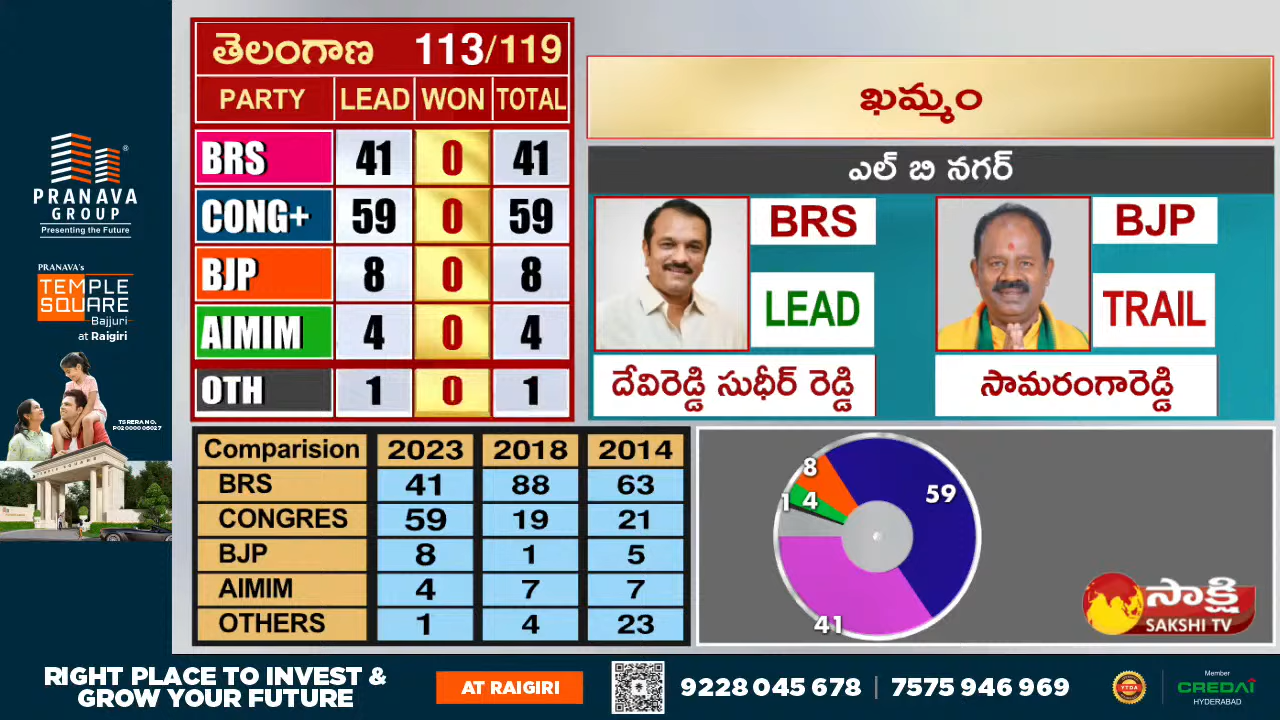 PRANAVA
GROUP
Presenting the Future
PRANAVA's
TEMPLE
SQUARE
Bajjuri
at Raigiri
TSRERA NO.
తెలంగాణ 113/119
PARTY LEAD WON TOTAL
BRS 41 0 41
CONG+ 59 0 59
BJP 8 0 8
AIMIM 4 0 4
OTH 1 0 1
ఖమ్మం
ఎల్ బి నగర్
BRS BJP
LEAD TRAIL
దేవిరెడ్డి సుధీర్ రెడ్డి సామరంగారెడ్డి
Comparision 2023 2018 2014
BRS 41 88 63
CONGRES 59 19 21
BJP 8 1 5
AIMIM 4 7 7
OTHERS 1 4 23
8
59
1 4
41
సాక్షి
SAKSHI TV
RIGHT PLACE TO INVEST &
GROW YOUR FUTURE
AT RAIGIRI
9228 045 678 | 7575 946 969
YTDA
Member
CREDAI
HYDERABAD